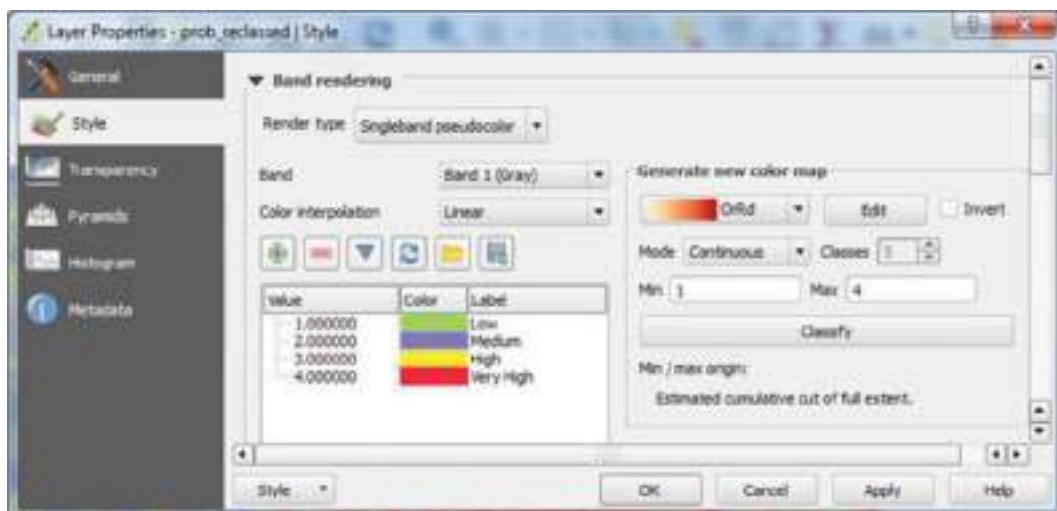 Layer Properties - prob_reclassed | Style
General
Style
Transparency
Pyramids
Histogram
Metadata
Band rendering
Render type Singleband pseudocolor
Band Band 1 (Gray)
Color interpolation Linear
Value Color Label
1.000000 Low
2.000000 Medium
3.000000 High
4.000000 Very High
Generate new color map
OrRd Edit Invert
Mode Continuous Classes
Min 1 Max 4
Classify
Min / max origin:
Estimated cumulative cut of full extent.
Style OK Cancel Apply Help